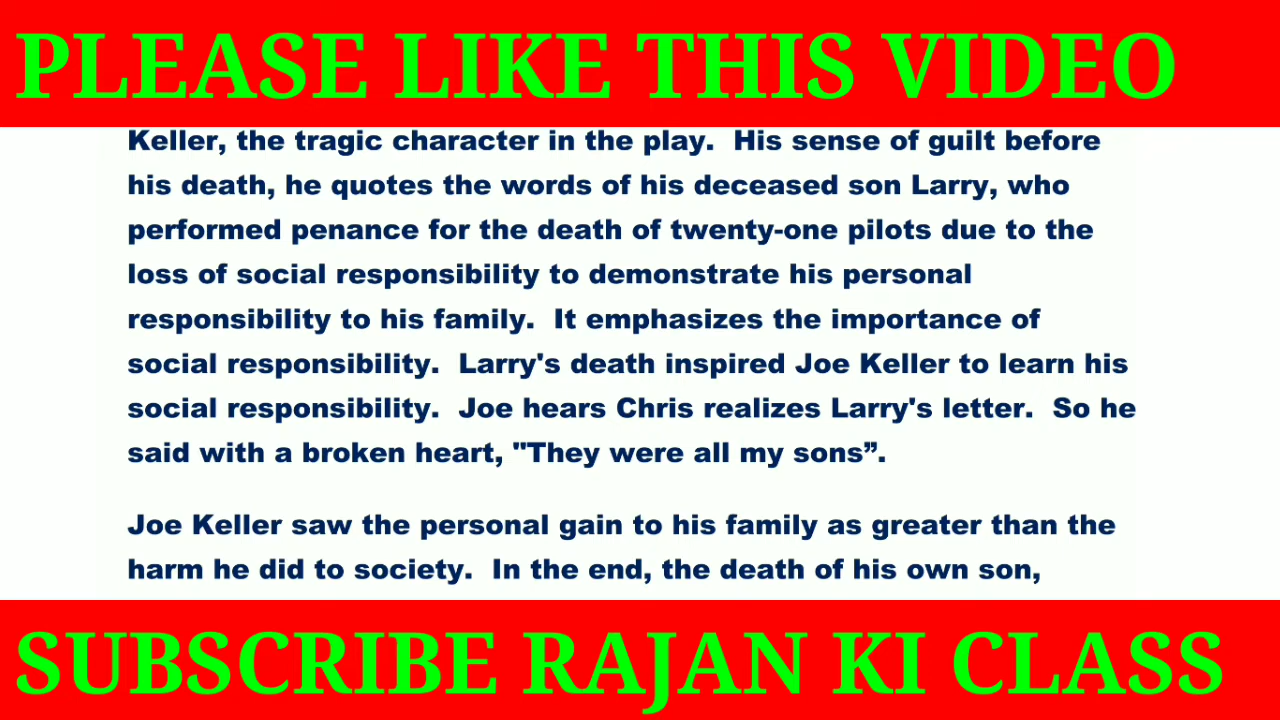 PLEASE LIKE THIS VIDEO
Keller, the tragic character in the play.  His sense of guilt before
his death, he quotes the words of his deceased son Larry, who
performed penance for the death of twenty-one pilots due to the
loss of social responsibility to demonstrate his personal
responsibility to his family.  It emphasizes the importance of
social responsibility.  Larry's death inspired Joe Keller to learn his
social responsibility.  Joe hears Chris realizes Larry's letter.  So he
said with a broken heart, "They were all my sons”.
Joe Keller saw the personal gain to his family as greater than the
harm he did to society.  In the end, the death of his own son,
SUBSCRIBE RAJAN KI CLASS